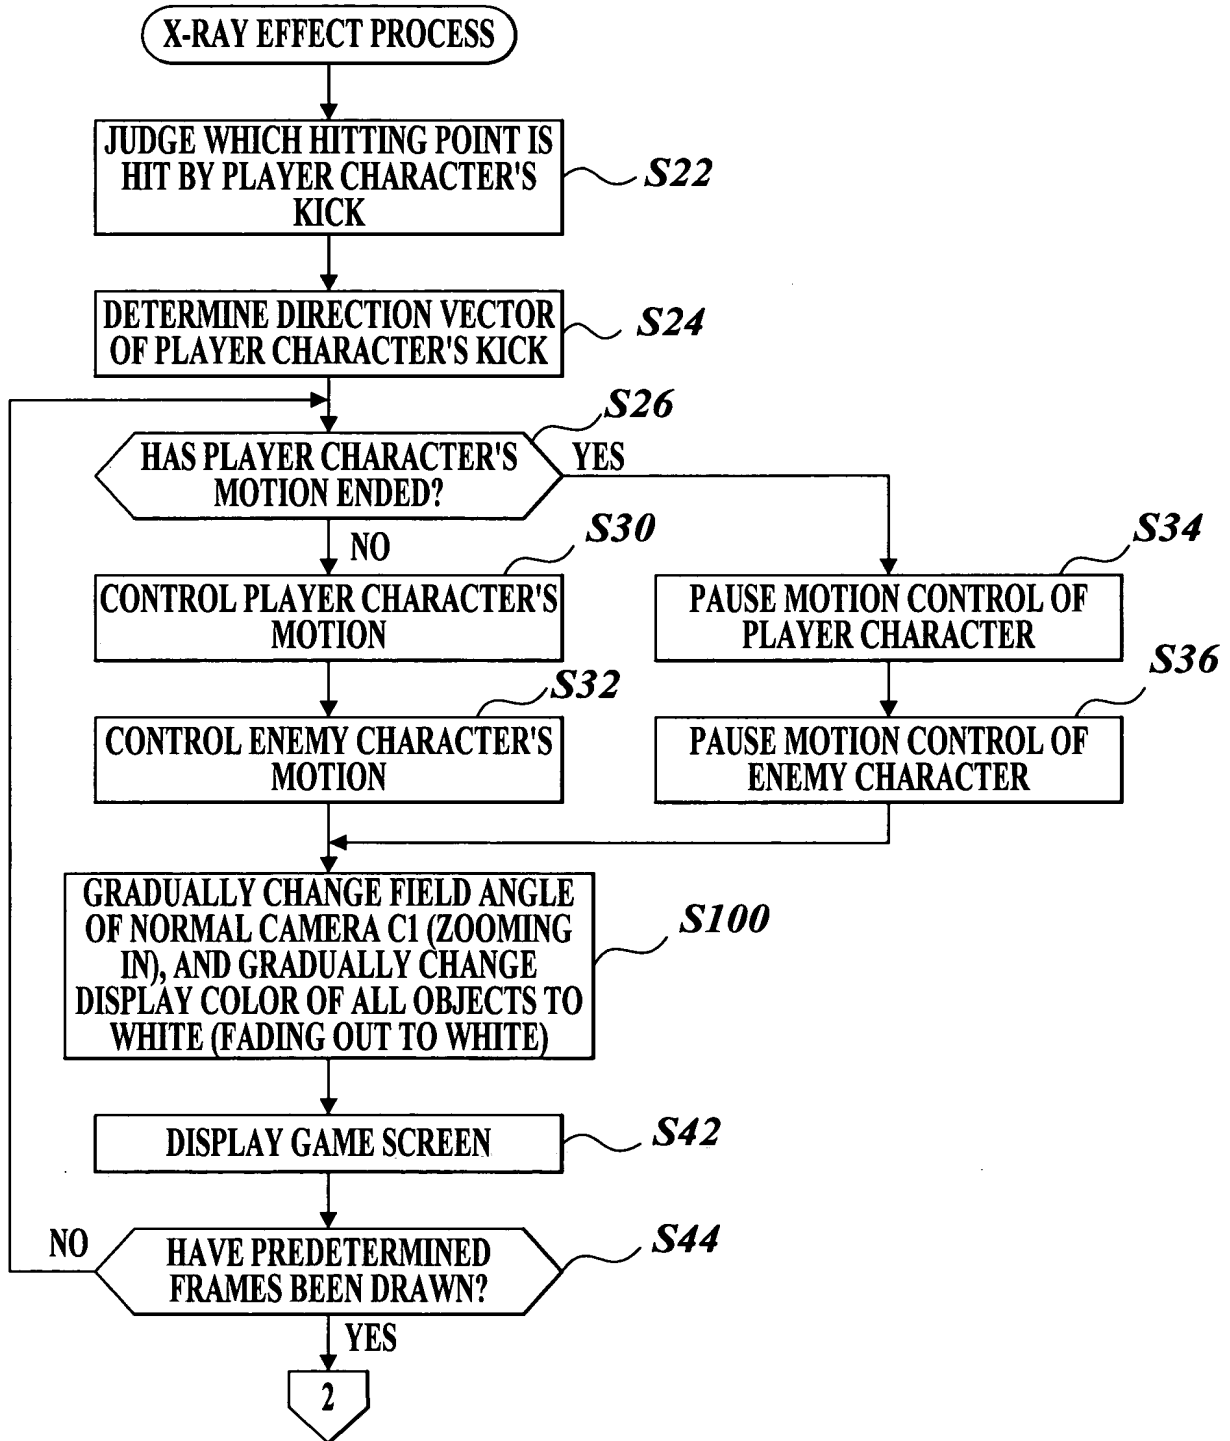 X-RAY EFFECT PROCESS
JUDGE WHICH HITTING POINT IS
HIT BY PLAYER CHARACTER'S
KICK
S22
DETERMINE DIRECTION VECTOR
OF PLAYER CHARACTER'S KICK
S24
HAS PLAYER CHARACTER'S
MOTION ENDED?
S26
YES
NO
CONTROL PLAYER CHARACTER'S
MOTION
S30
PAUSE MOTION CONTROL OF
PLAYER CHARACTER
S34
CONTROL ENEMY CHARACTER'S
MOTION
S32
PAUSE MOTION CONTROL OF
ENEMY CHARACTER
S36
GRADUALLY CHANGE FIELD ANGLE
OF NORMAL CAMERA C1 (ZOOMING
IN), AND GRADUALLY CHANGE
DISPLAY COLOR OF ALL OBJECTS TO
WHITE (FADING OUT TO WHITE)
S100
DISPLAY GAME SCREEN
S42
HAVE PREDETERMINED
FRAMES BEEN DRAWN?
S44
NO
YES
2